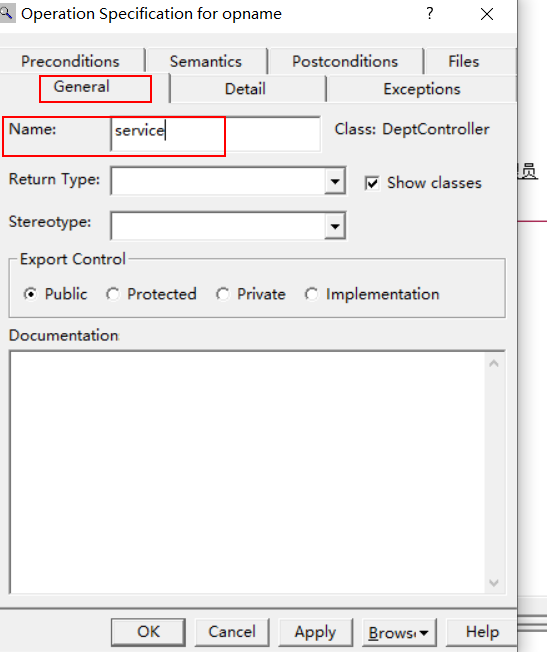 Operation Specification for opname
?
Preconditions Semantics Postconditions Files
General Detail Exceptions
Name: service Class: DeptController
Return Type: Show classes
Stereotype:
Export Control
Public Protected Private Implementation
Documentation
OK Cancel Apply Brows Help
员